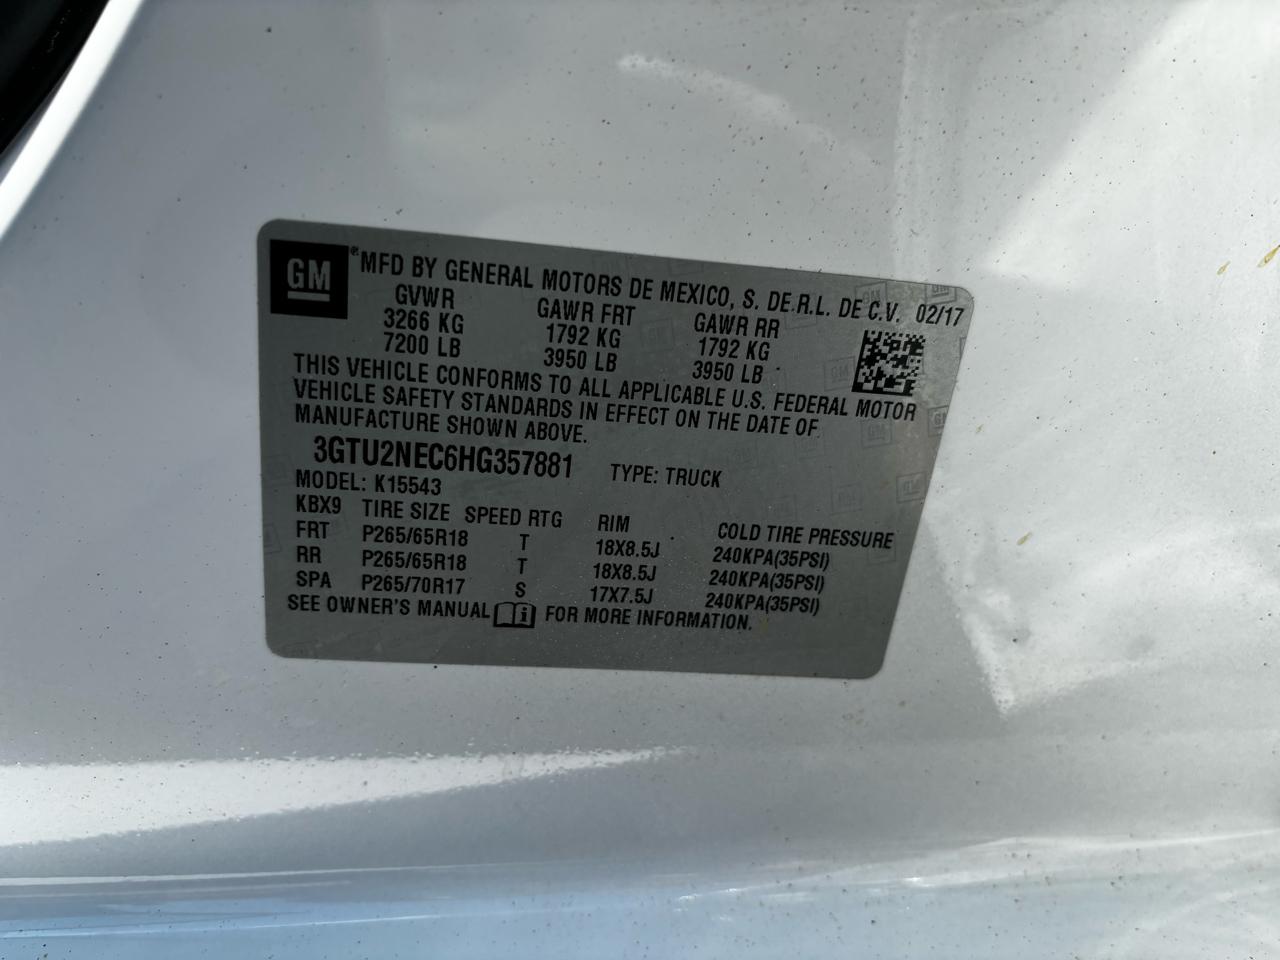 GM ® MFD BY GENERAL MOTORS DE MEXICO, S. DE.R.L. DE C.V. 02/17
GVWR GAWR FRT GAWR RR
3266 KG 1792 KG 1792 KG
7200 LB 3950 LB 3950 LB
THIS VEHICLE CONFORMS TO ALL APPLICABLE U.S. FEDERAL MOTOR
VEHICLE SAFETY STANDARDS IN EFFECT ON THE DATE OF
MANUFACTURE SHOWN ABOVE.
3GTU2NEC6HG357881 TYPE: TRUCK
MODEL: K15543
KBX9 TIRE SIZE SPEED RTG RIM COLD TIRE PRESSURE
FRT P265/65R18 T 18X8.5J 240KPA(35PSI)
RR P265/65R18 T 18X8.5J 240KPA(35PSI)
SPA P265/70R17 S 17X7.5J 240KPA(35PSI)
SEE OWNER'S MANUAL i FOR MORE INFORMATION.